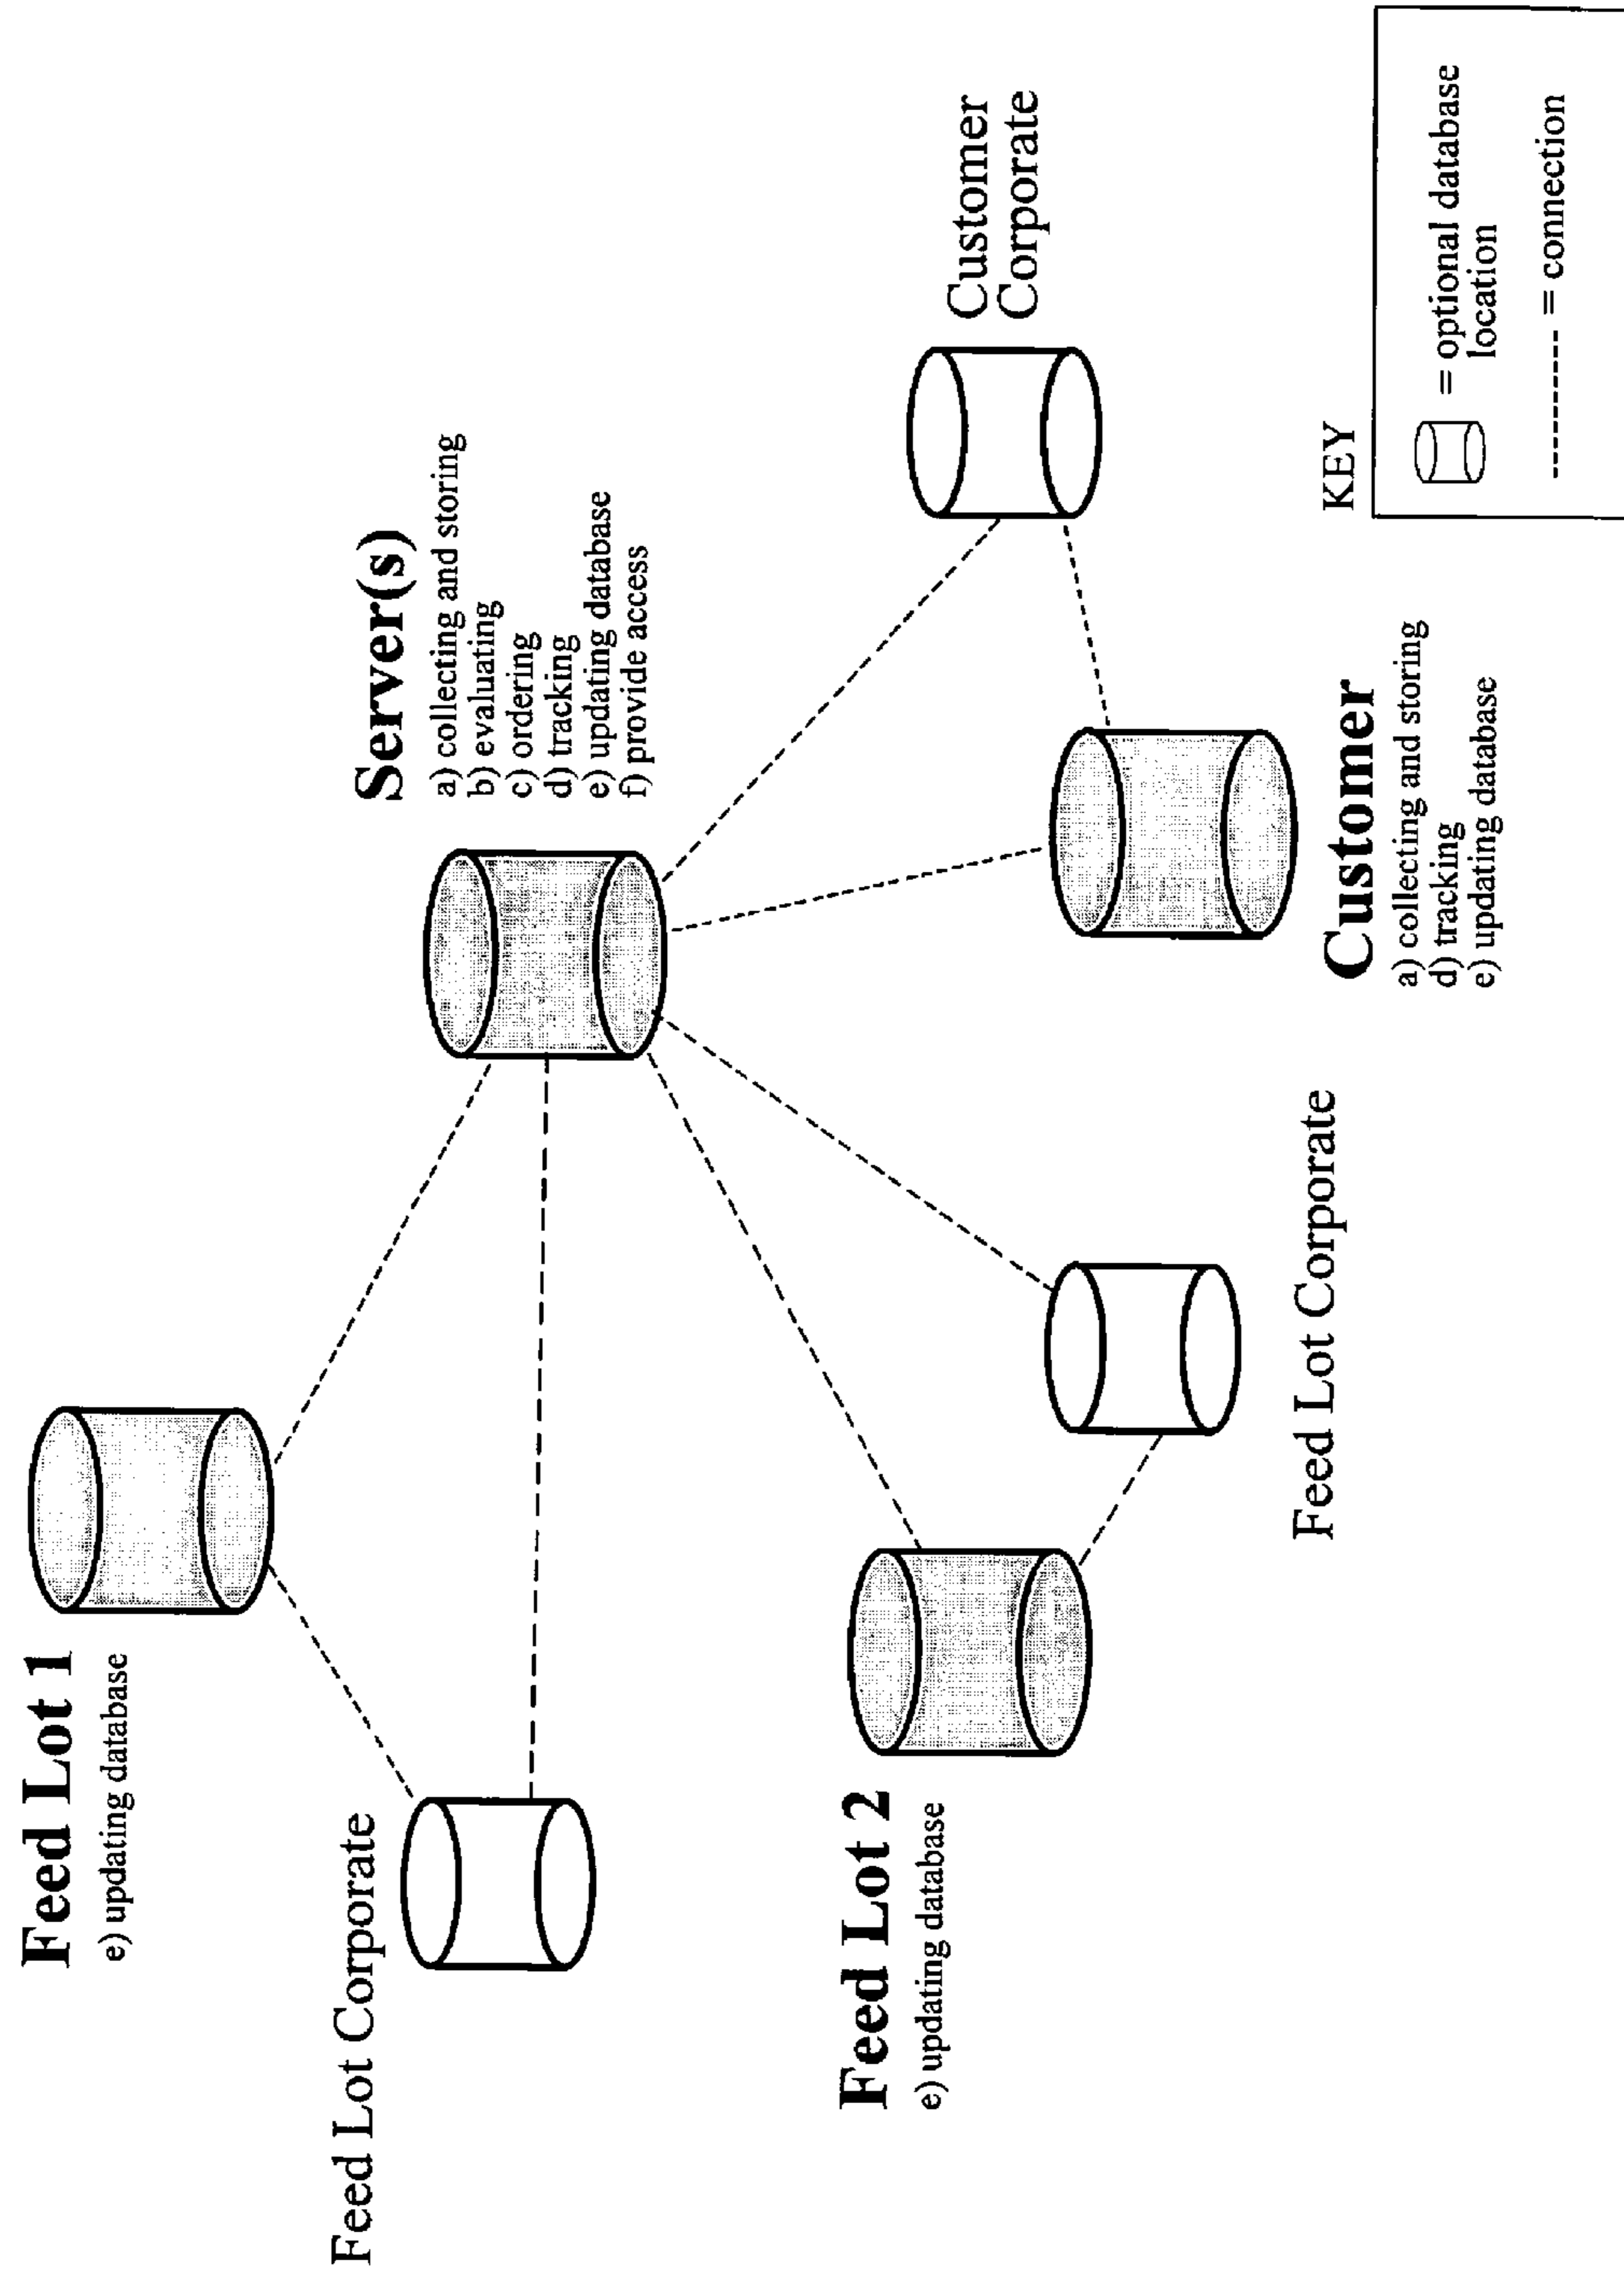 Feed Lot 1
e) updating database
Feed Lot Corporate
Server(s)
a) collecting and storing
b) evaluating
c) ordering
d) tracking
e) updating database
f) provide access
Feed Lot 2
e) updating database
Feed Lot Corporate
Customer
Corporate
Customer
a) collecting and storing
d) tracking
e) updating database
KEY
= optional database
location
---------- = connection